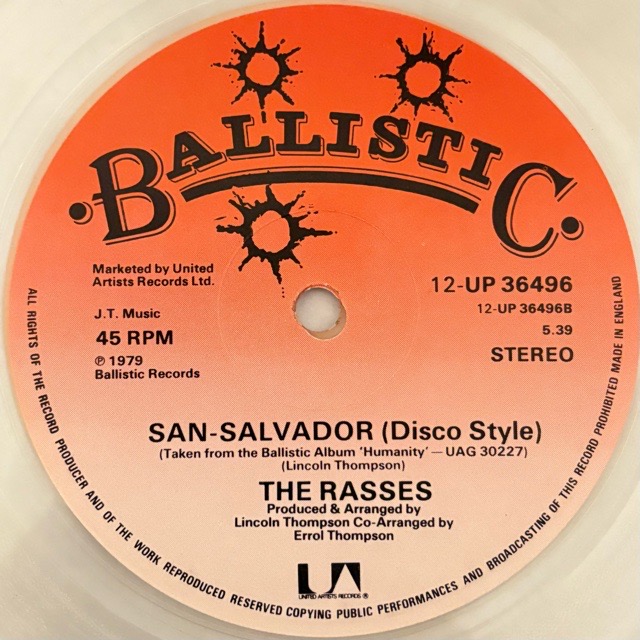 BALLISTIC
Marketed by United
Artists Records Ltd.
J.T. Music
45 RPM
℗ 1979
Ballistic Records
12-UP 36496
12-UP 36496B
5.39
STEREO
SAN-SALVADOR (Disco Style)
(Taken from the Ballistic Album 'Humanity' — UAG 30227)
(Lincoln Thompson)
THE RASSES
Produced & Arranged by
Lincoln Thompson Co-Arranged by
Errol Thompson
UA
UNITED ARTISTS RECORDS ®
ALL RIGHTS OF THE RECORD PRODUCER AND OF THE WORK REPRODUCED RESERVED COPYING PUBLIC PERFORMANCES AND BROADCASTING OF THIS RECORD PROHIBITED MADE IN ENGLAND